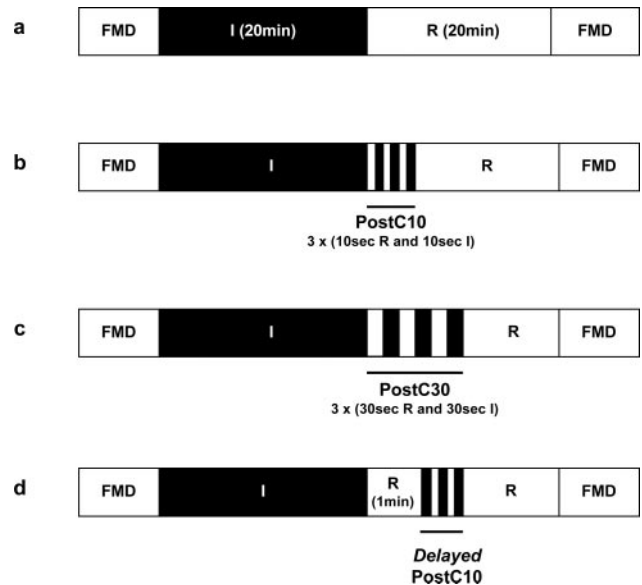 a
FMD I (20min) R (20min) FMD
b
FMD I R FMD
PostC10
3 x (10sec R and 10sec I)
c
FMD I R FMD
PostC30
3 x (30sec R and 30sec I)
d
FMD I R (1min) R FMD
Delayed
PostC10